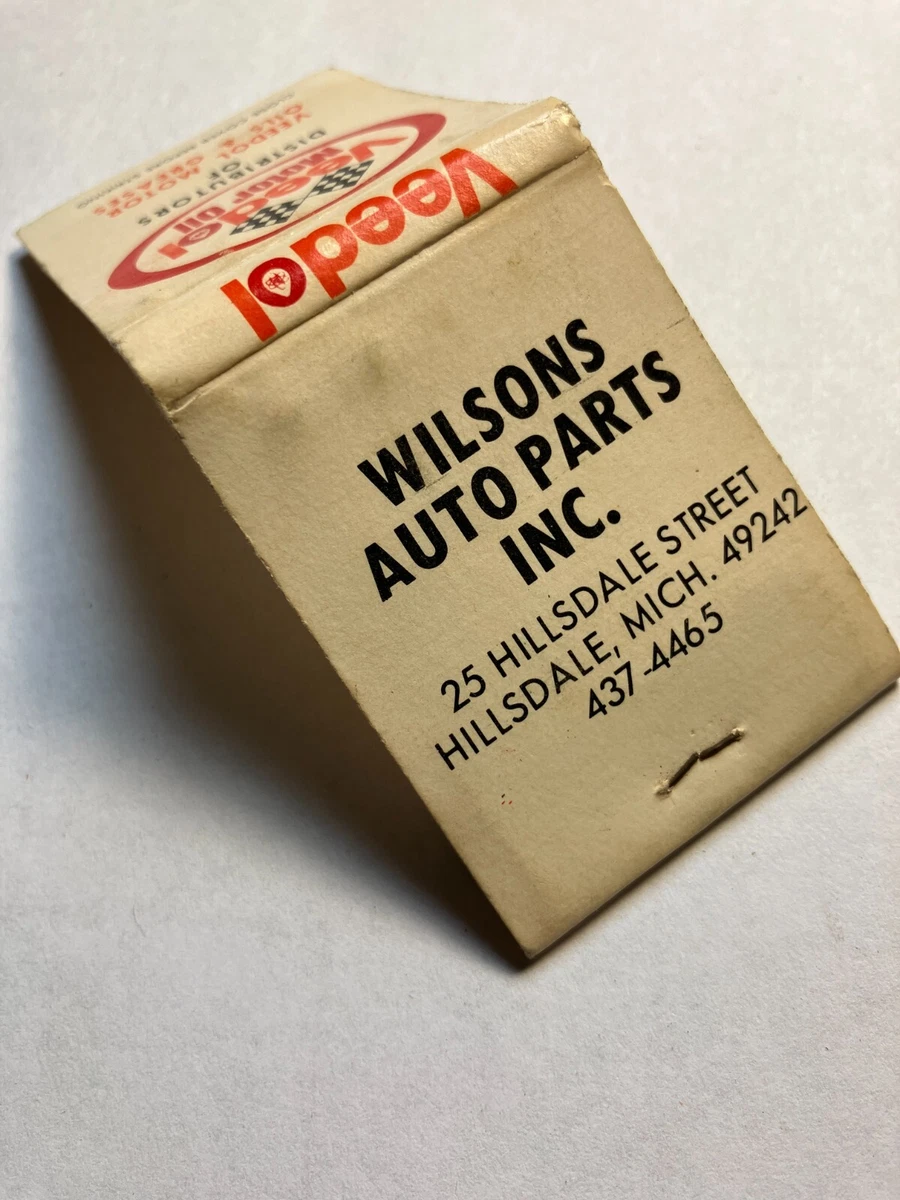 WILSONS
AUTO PARTS
INC.
25 HILLSDALE STREET
HILLSDALE, MICH. 49242
437-4465
Veedol
Veedol
Motor Oil
DISTRIBUTORS
OF
VEEDOL MOTOR
OILS & GREASES